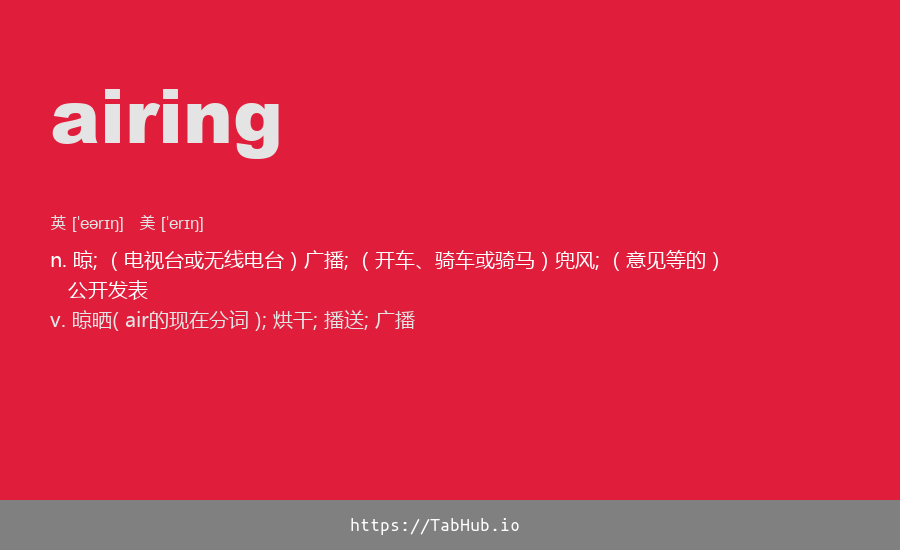 airing
英 ['eərɪŋ] 美 ['erɪŋ]
n. 晾; （电视台或无线电台）广播; （开车、骑车或骑马）兜风; （意见等的）
公开发表
v. 晾晒( air的现在分词 ); 烘干; 播送; 广播
https://TabHub.io